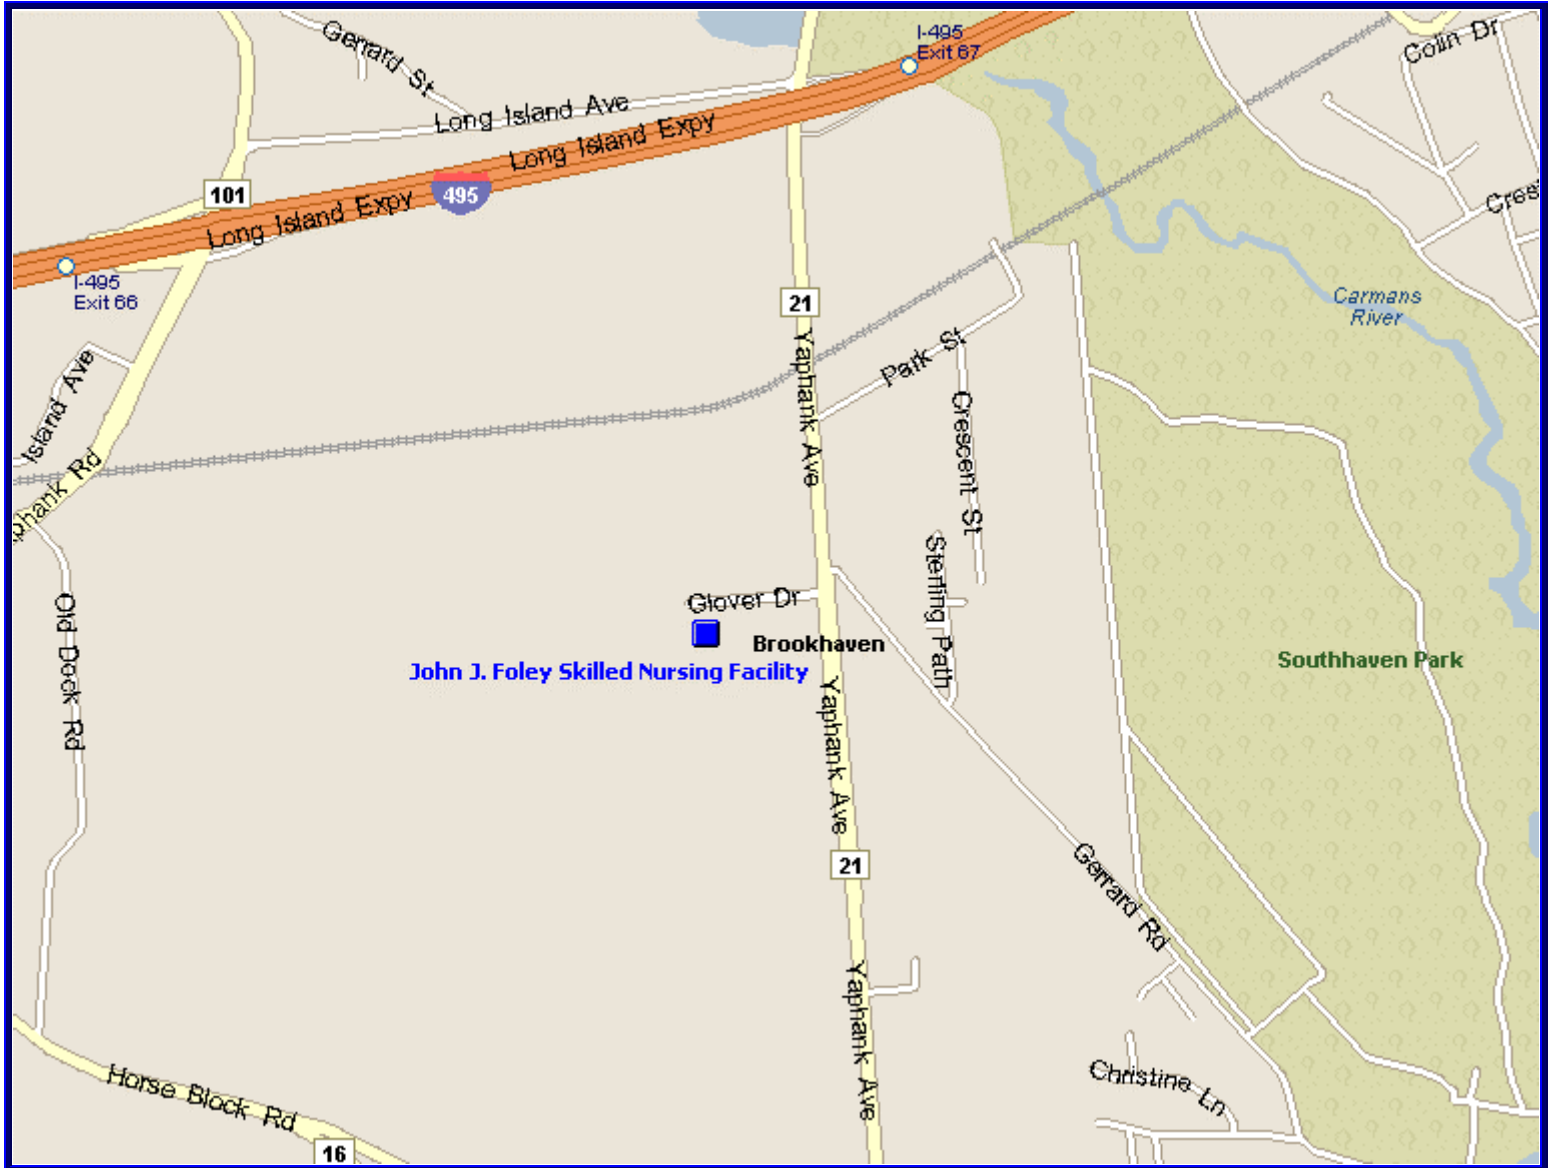 Gerrard St
I-495
Exit 67
Colin Dr
Long Island Ave
Long Island Expy
101
495
Long Island Expy
Cres
I-495
Exit 66
21
Carmans
River
Yaphank Ave
Park St
Island Ave
Crescent St
phank Rd
Sterling Path
Old Dock Rd
Glover Dr
Brookhaven
John J. Foley Skilled Nursing Facility
Southhaven Park
Yaphank Ave
21
Gerrard Rd
Yaphank Ave
Christine Ln
Horse Block Rd
16